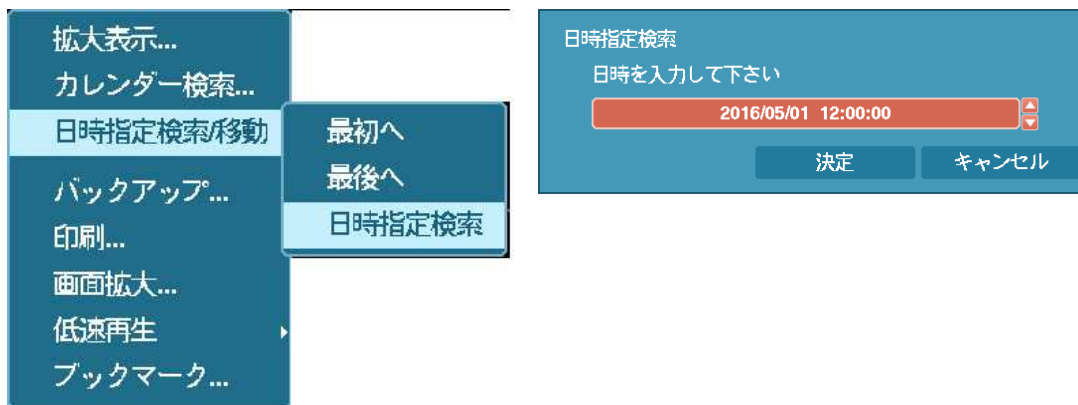 拡大表示...
カレンダー検索...
日時指定検索/移動
バックアップ...
印刷...
画面拡大...
低速再生
ブックマーク...
最初へ
最後へ
日時指定検索
日時指定検索
日時を入力して下さい
2016/05/01 12:00:00
決定
キャンセル